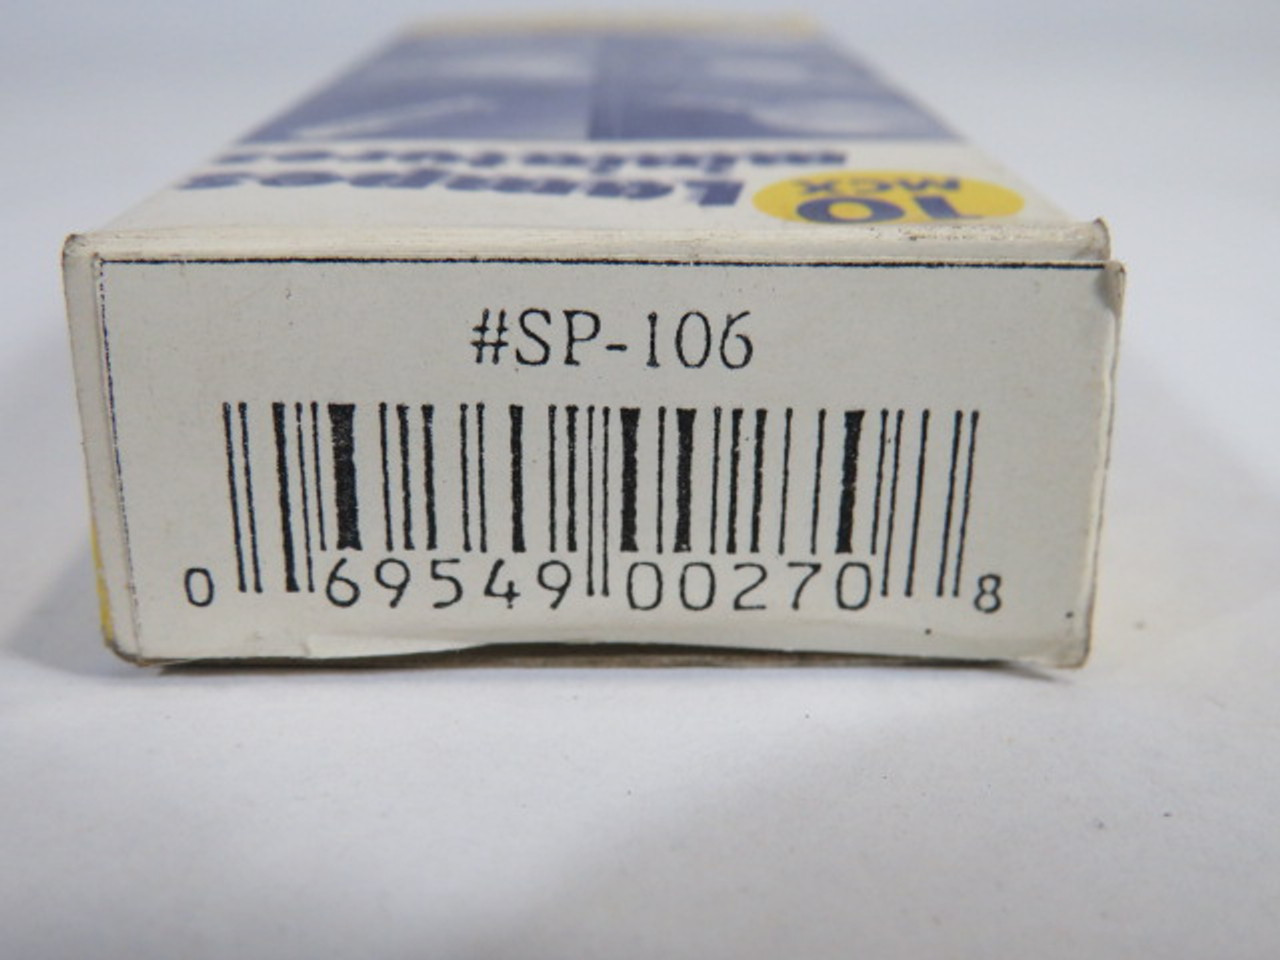 10
MCX
Lampes
miniatures
#SP-106
0 69549 00270 8